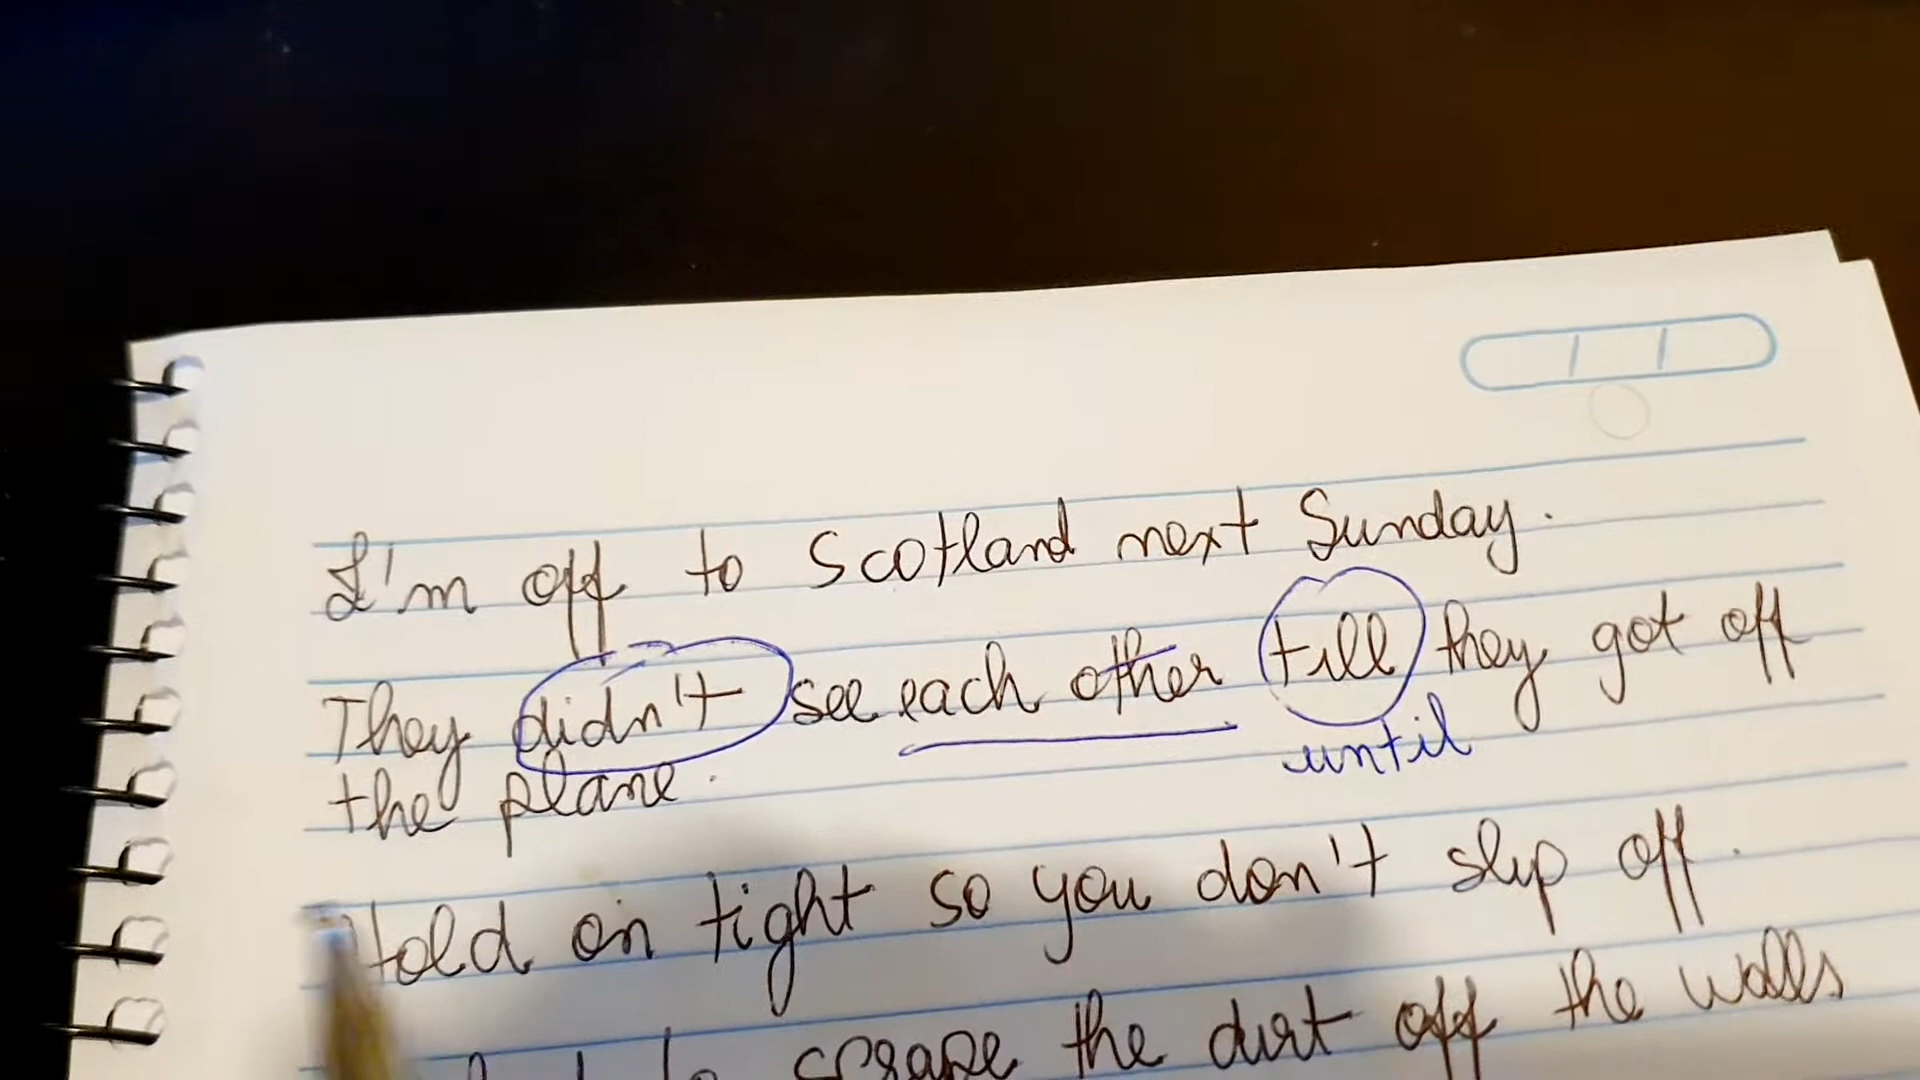 I'm off to Scotland next Sunday.
They didn't see each other till they got off
until
the plane.
Hold on tight so you don't slip off.
scrape the dirt off the walls